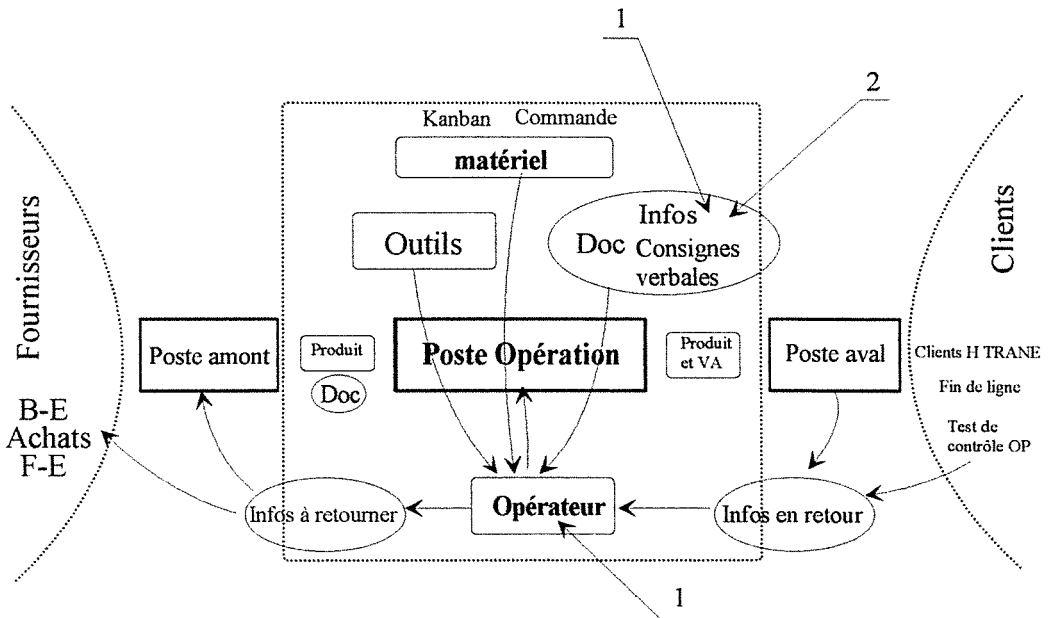 1
2
Kanban Commande
matériel
Fournisseurs
Clients
Outils
Infos
Doc Consignes
verbales
Poste amont
Produit
Doc
Poste Opération
Produit
et VA
Poste aval
Clients H TRANE
Fin de ligne
Test de
contrôle OP
B-E
Achats
F-E
Infos à retourner
Opérateur
Infos en retour
1